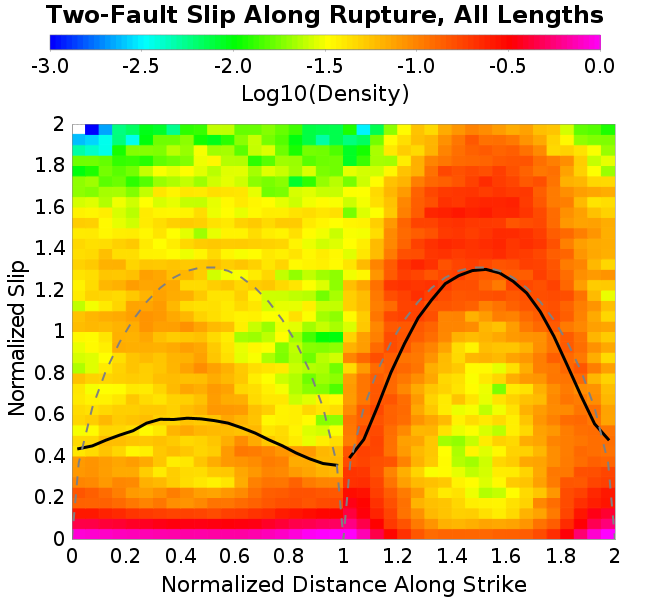 Two-Fault Slip Along Rupture, All Lengths
-3.0 -2.5 -2.0 -1.5 -1.0 -0.5 0.0
Log10(Density)
2
1.8
1.6
1.4
1.2
1
0.8
0.6
0.4
0.2
0
Normalized Slip
0 0.2 0.4 0.6 0.8 1 1.2 1.4 1.6 1.8 2
Normalized Distance Along Strike